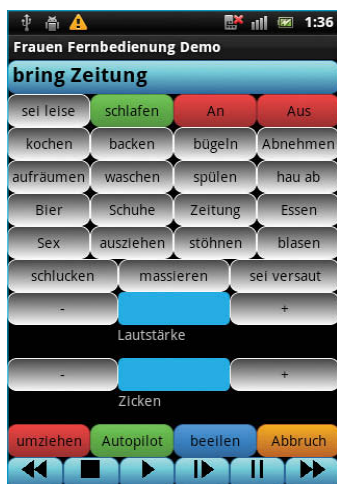 1:36
Frauen Fernbedienung Demo
bring Zeitung
sei leise schlafen An Aus
kochen backen bügeln Abnehmen
aufräumen waschen spülen hau ab
Bier Schuhe Zeitung Essen
Sex ausziehen stöhnen blasen
schlucken massieren sei versaut
- +
Lautstärke
- +
Zicken
umziehen Autopilot beeilen Abbruch